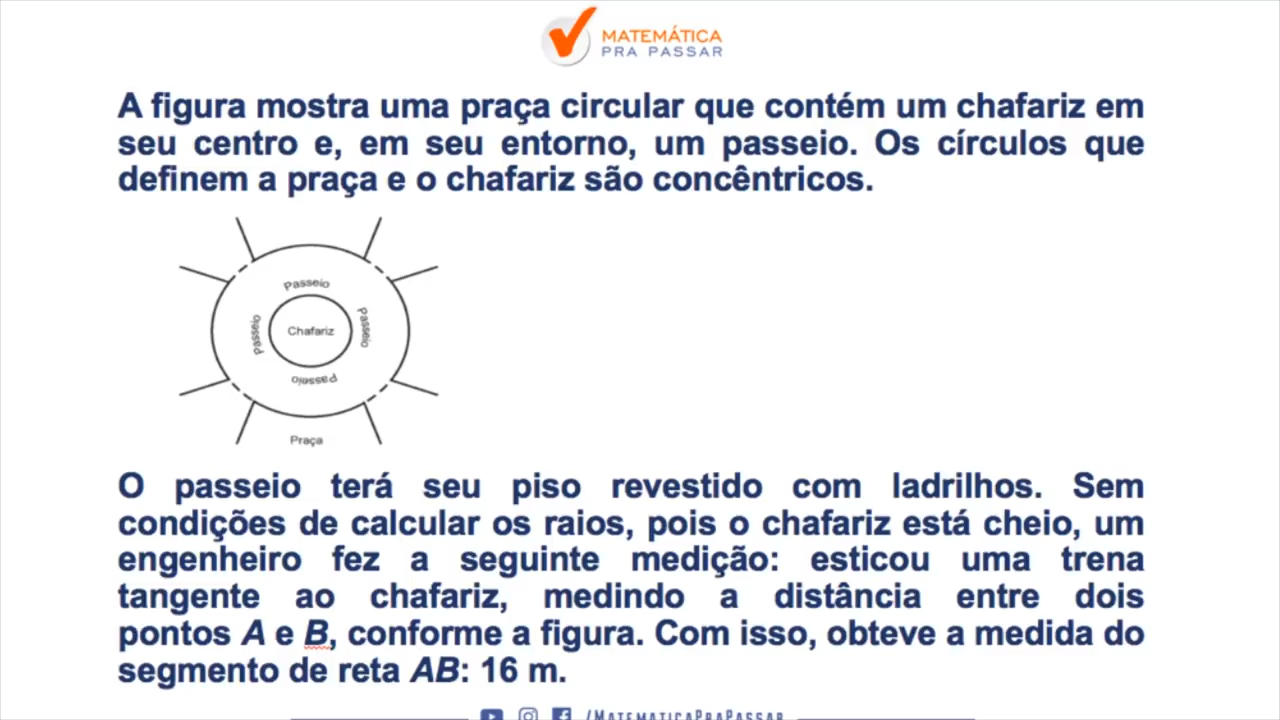 MATEMÁTICA
PRA PASSAR
A figura mostra uma praça circular que contém um chafariz em
seu centro e, em seu entorno, um passeio. Os círculos que
definem a praça e o chafariz são concêntricos.
Passeio
Passeio
Chafariz
Passeio
Passeio
Praça
O passeio terá seu piso revestido com ladrilhos. Sem
condições de calcular os raios, pois o chafariz está cheio, um
engenheiro fez a seguinte medição: esticou uma trena
tangente ao chafariz, medindo a distância entre dois
pontos A e B, conforme a figura. Com isso, obteve a medida do
segmento de reta AB: 16 m.
/MATEMATICAPRAPASSAR